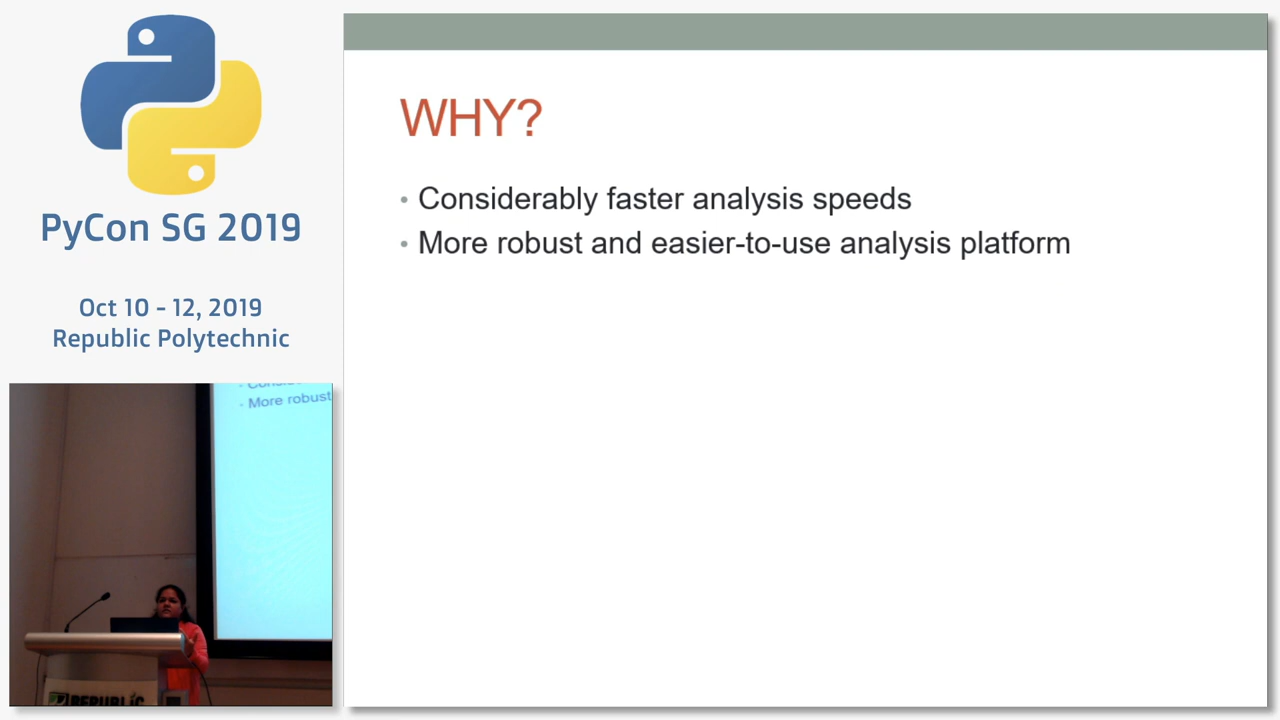 PyCon SG 2019
Oct 10 - 12, 2019
Republic Polytechnic
WHY?
• Considerably faster analysis speeds
• More robust and easier-to-use analysis platform
- More robust
REPUBLIC